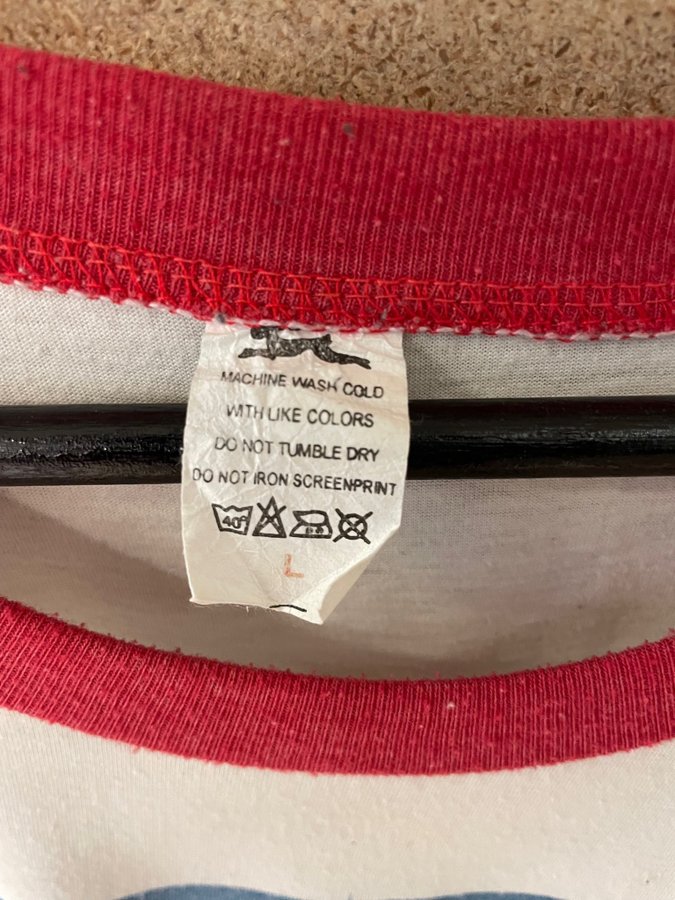 MACHINE WASH COLD
WITH LIKE COLORS
DO NOT TUMBLE DRY
DO NOT IRON SCREENPRINT
40°
L